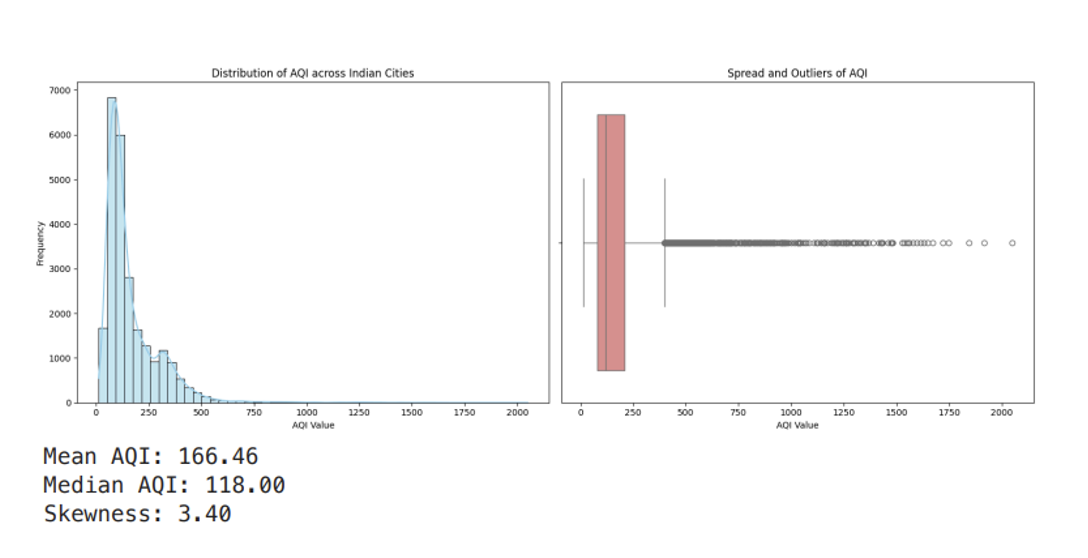 Distribution of AQI across Indian Cities
7000
6000
5000
4000
3000
2000
1000
0
Frequency
0 250 500 750 1000 1250 1500 1750 2000
AQI Value
Spread and Outliers of AQI
0 250 500 750 1000 1250 1500 1750 2000
AQI Value
Mean AQI: 166.46
Median AQI: 118.00
Skewness: 3.40